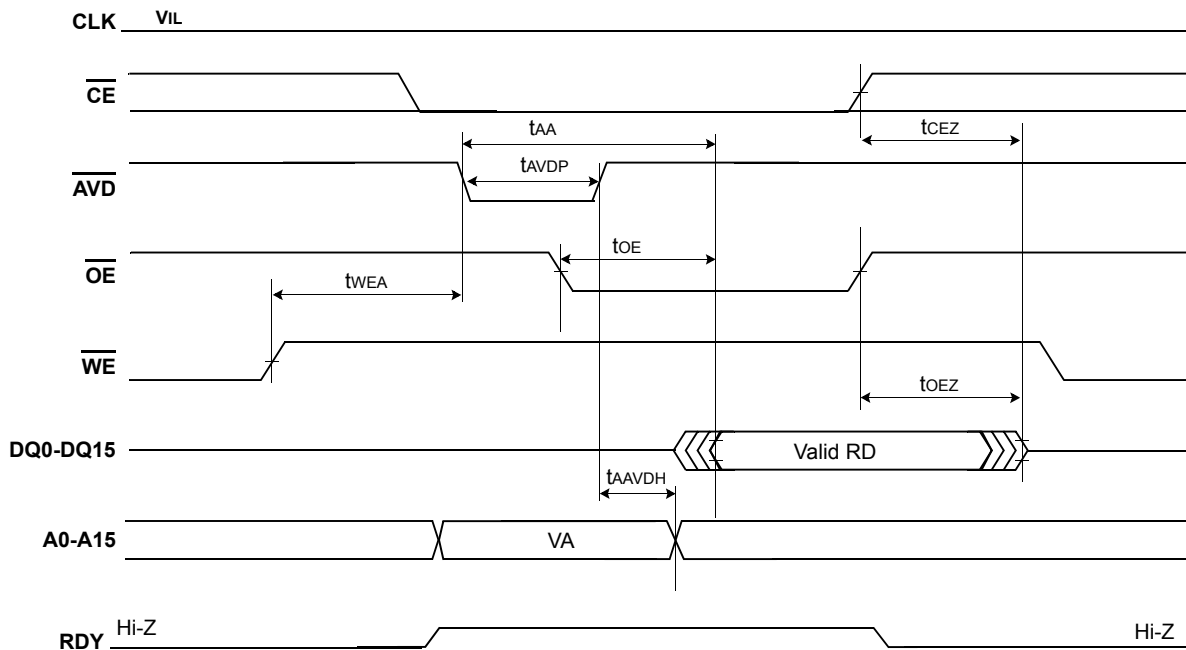 CLK VIL
CE
tAA
tCEZ
AVD
tAVDP
OE
tOE
tWEA
WE
tOEZ
DQ0-DQ15
Valid RD
tAAVDH
A0-A15
VA
RDY Hi-Z
Hi-Z